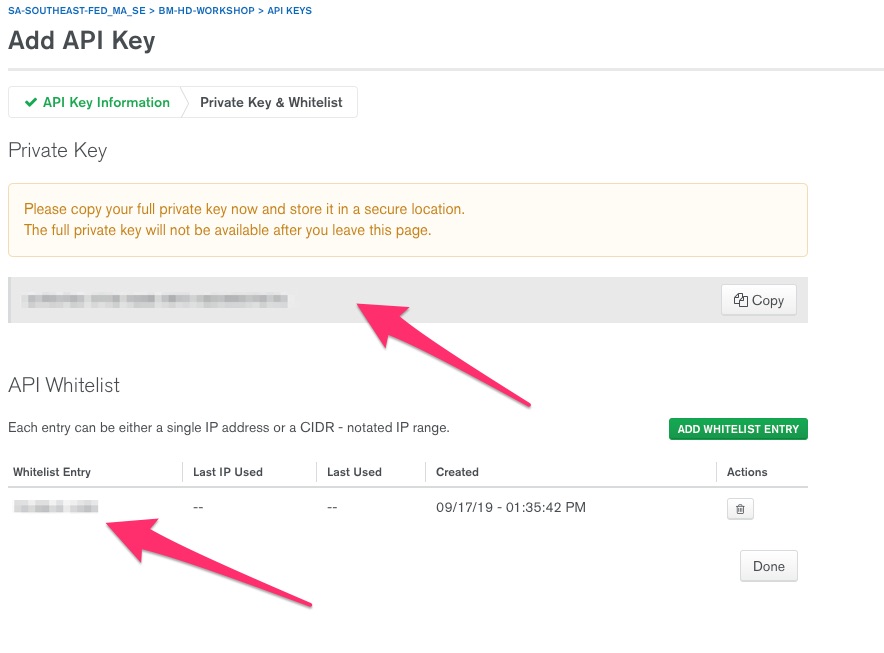 SA-SOUTHEAST-FED_MA_SE > BM-HD-WORKSHOP > API KEYS
Add API Key
API Key Information
Private Key & Whitelist
Private Key
Please copy your full private key now and store it in a secure location.
The full private key will not be available after you leave this page.
Copy
API Whitelist
Each entry can be either a single IP address or a CIDR - notated IP range.
ADD WHITELIST ENTRY
Whitelist Entry Last IP Used Last Used Created Actions
-- -- 09/17/19 - 01:35:42 PM
Done